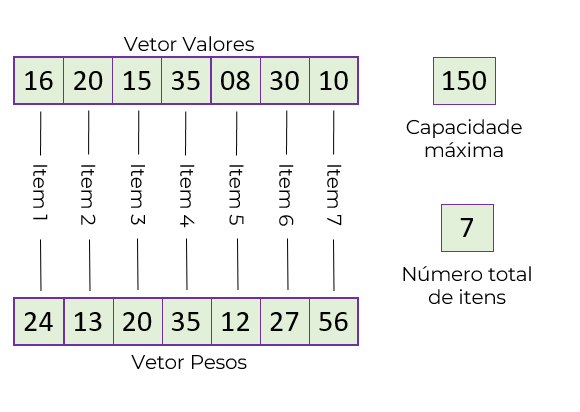 Vetor Valores
16 20 15 35 08 30 10
150
Capacidade
máxima
Item 1
Item 2
Item 3
Item 4
Item 5
Item 6
Item 7
7
Número total
de itens
24 13 20 35 12 27 56
Vetor Pesos